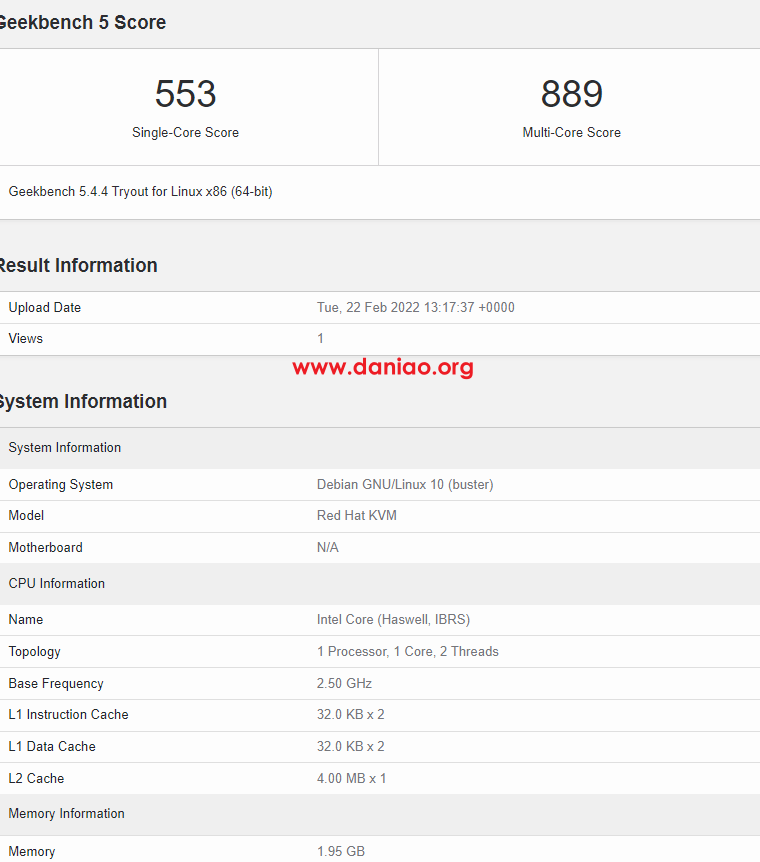 Geekbench 5 Score
553
889
Single-Core Score
Multi-Core Score
Geekbench 5.4.4 Tryout for Linux x86 (64-bit)
Result Information
Upload Date Tue, 22 Feb 2022 13:17:37 +0000
Views 1
www.daniao.org
System Information
System Information
Operating System Debian GNU/Linux 10 (buster)
Model Red Hat KVM
Motherboard N/A
CPU Information
Name Intel Core (Haswell, IBRS)
Topology 1 Processor, 1 Core, 2 Threads
Base Frequency 2.50 GHz
L1 Instruction Cache 32.0 KB x 2
L1 Data Cache 32.0 KB x 2
L2 Cache 4.00 MB x 1
Memory Information
Memory 1.95 GB